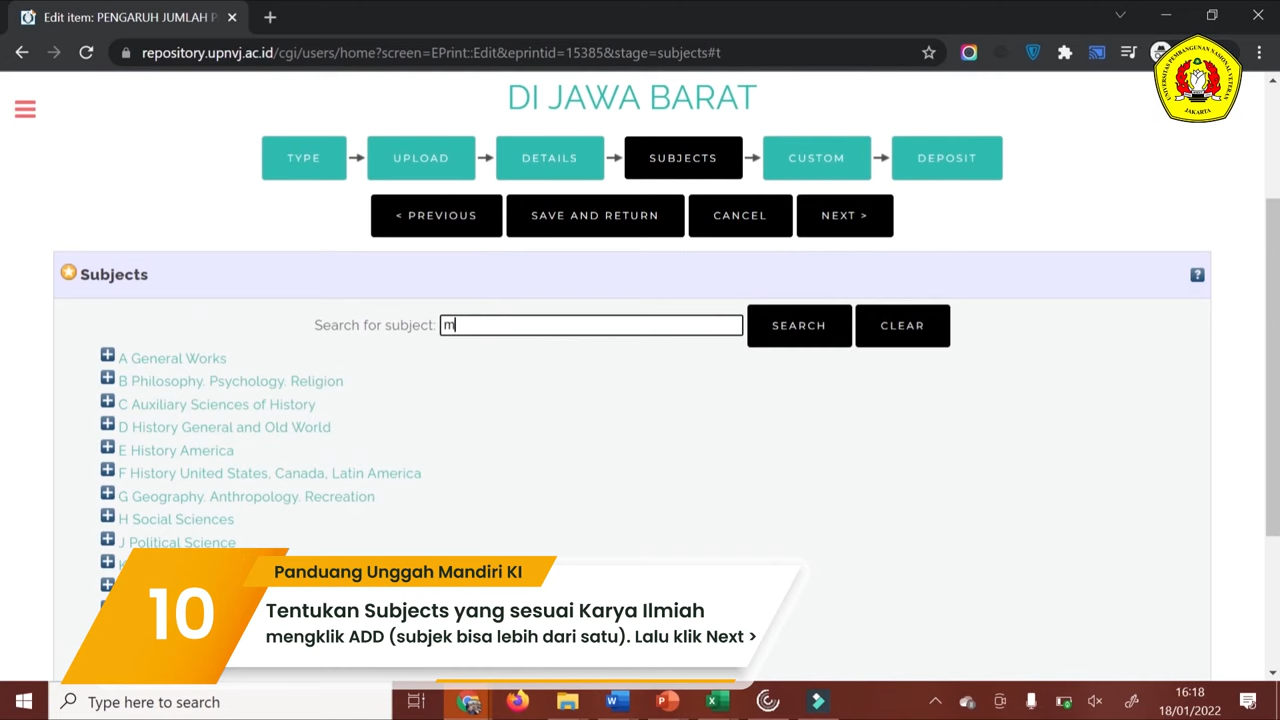 Edit item: PENGARUH JUMLAH P
repository.upnvj.ac.id/cgi/users/home?screen=EPrint::Edit&eprintid=15385&stage=subjects#t
UNIVERSITAS PEMBANGUNAN NASIONAL VETERAN
JAKARTA
DI JAWA BARAT
TYPE
UPLOAD
DETAILS
SUBJECTS
CUSTOM
DEPOSIT
< PREVIOUS
SAVE AND RETURN
CANCEL
NEXT >
Subjects
Search for subject: m
SEARCH
CLEAR
A General Works
B Philosophy. Psychology. Religion
C Auxiliary Sciences of History
D History General and Old World
E History America
F History United States, Canada, Latin America
G Geography. Anthropology. Recreation
H Social Sciences
J Political Science
K
10
Panduang Unggah Mandiri KI
Tentukan Subjects yang sesuai Karya Ilmiah
mengklik ADD (subjek bisa lebih dari satu). Lalu klik Next >
Type here to search
16:18
18/01/2022